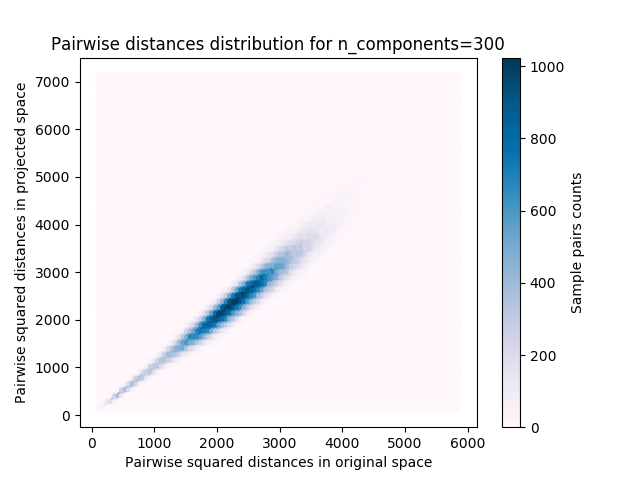 Pairwise distances distribution for n_components=300
Pairwise squared distances in projected space
7000
6000
5000
4000
3000
2000
1000
0
0 1000 2000 3000 4000 5000 6000
Pairwise squared distances in original space
1000
800
600
400
200
0
Sample pairs counts